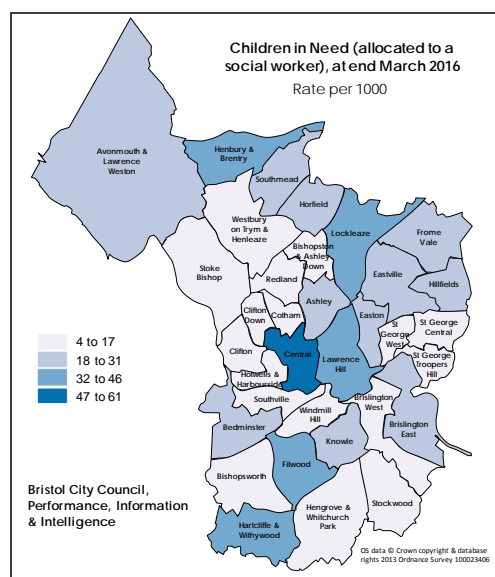 Children in Need (allocated to a
social worker), at end March 2016
Rate per 1000
Avonmouth &
Lawrence
Weston
Henbury &
Brentry
Southmead
Horfield
Westbury
on Trym &
Henleaze
Lockleaze
Frome
Vale
Bishopston
& Ashley
Down
Stoke
Bishop
Redland
Eastville
Hillfields
Clifton
Down
Cotham
Ashley
Easton
St
George
West
St George
Central
4 to 17
18 to 31
32 to 46
47 to 61
Clifton
Central
Lawrence
Hill
St George
Troopers
Hill
Hotwells &
Harbourside
Southville
Windmill
Hill
Brislington
West
Bedminster
Knowle
Brislington
East
Filwood
Bishopsworth
Stockwood
Hengrove &
Whitchurch
Park
Hartcliffe &
Withywood
Bristol City Council,
Performance, Information
& Intelligence
OS data © Crown copyright & database
rights 2013 Ordnance Survey 100023406